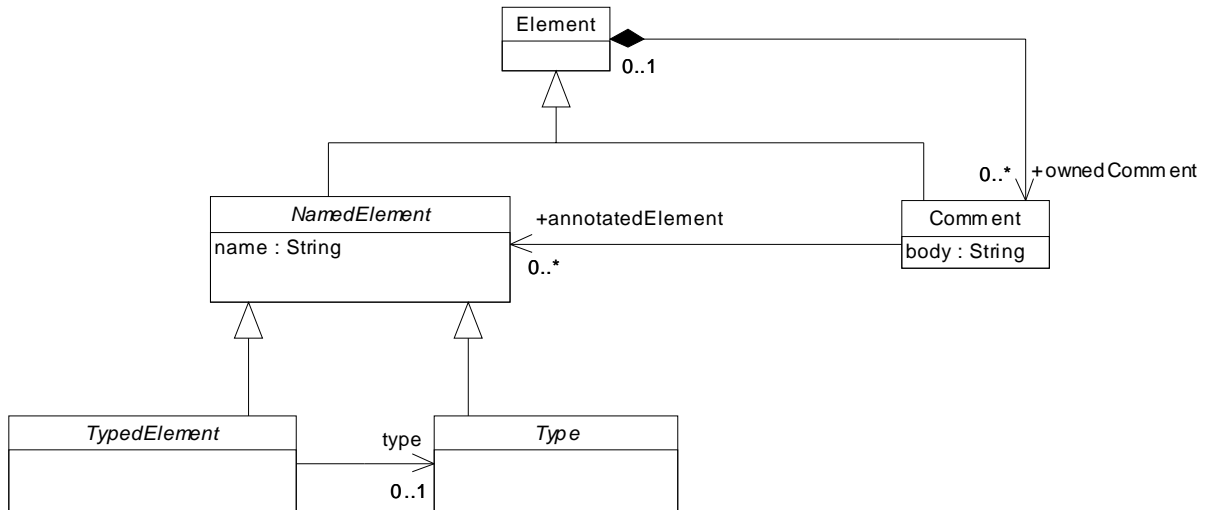 Element
0..1
0..*
+ownedComment
NamedElement
name : String
+annotatedElement
0..*
Comment
body : String
TypedElement
type
0..1
Type